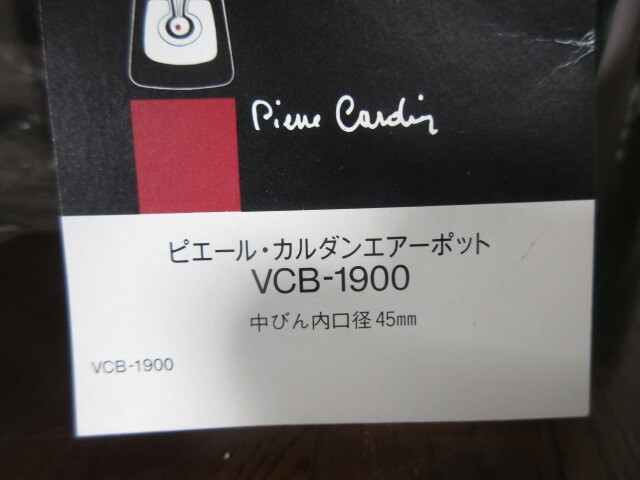 Pierre Cardin
ピエール・カルダンエアーポット
VCB-1900
中びん内口径45mm
VCB-1900